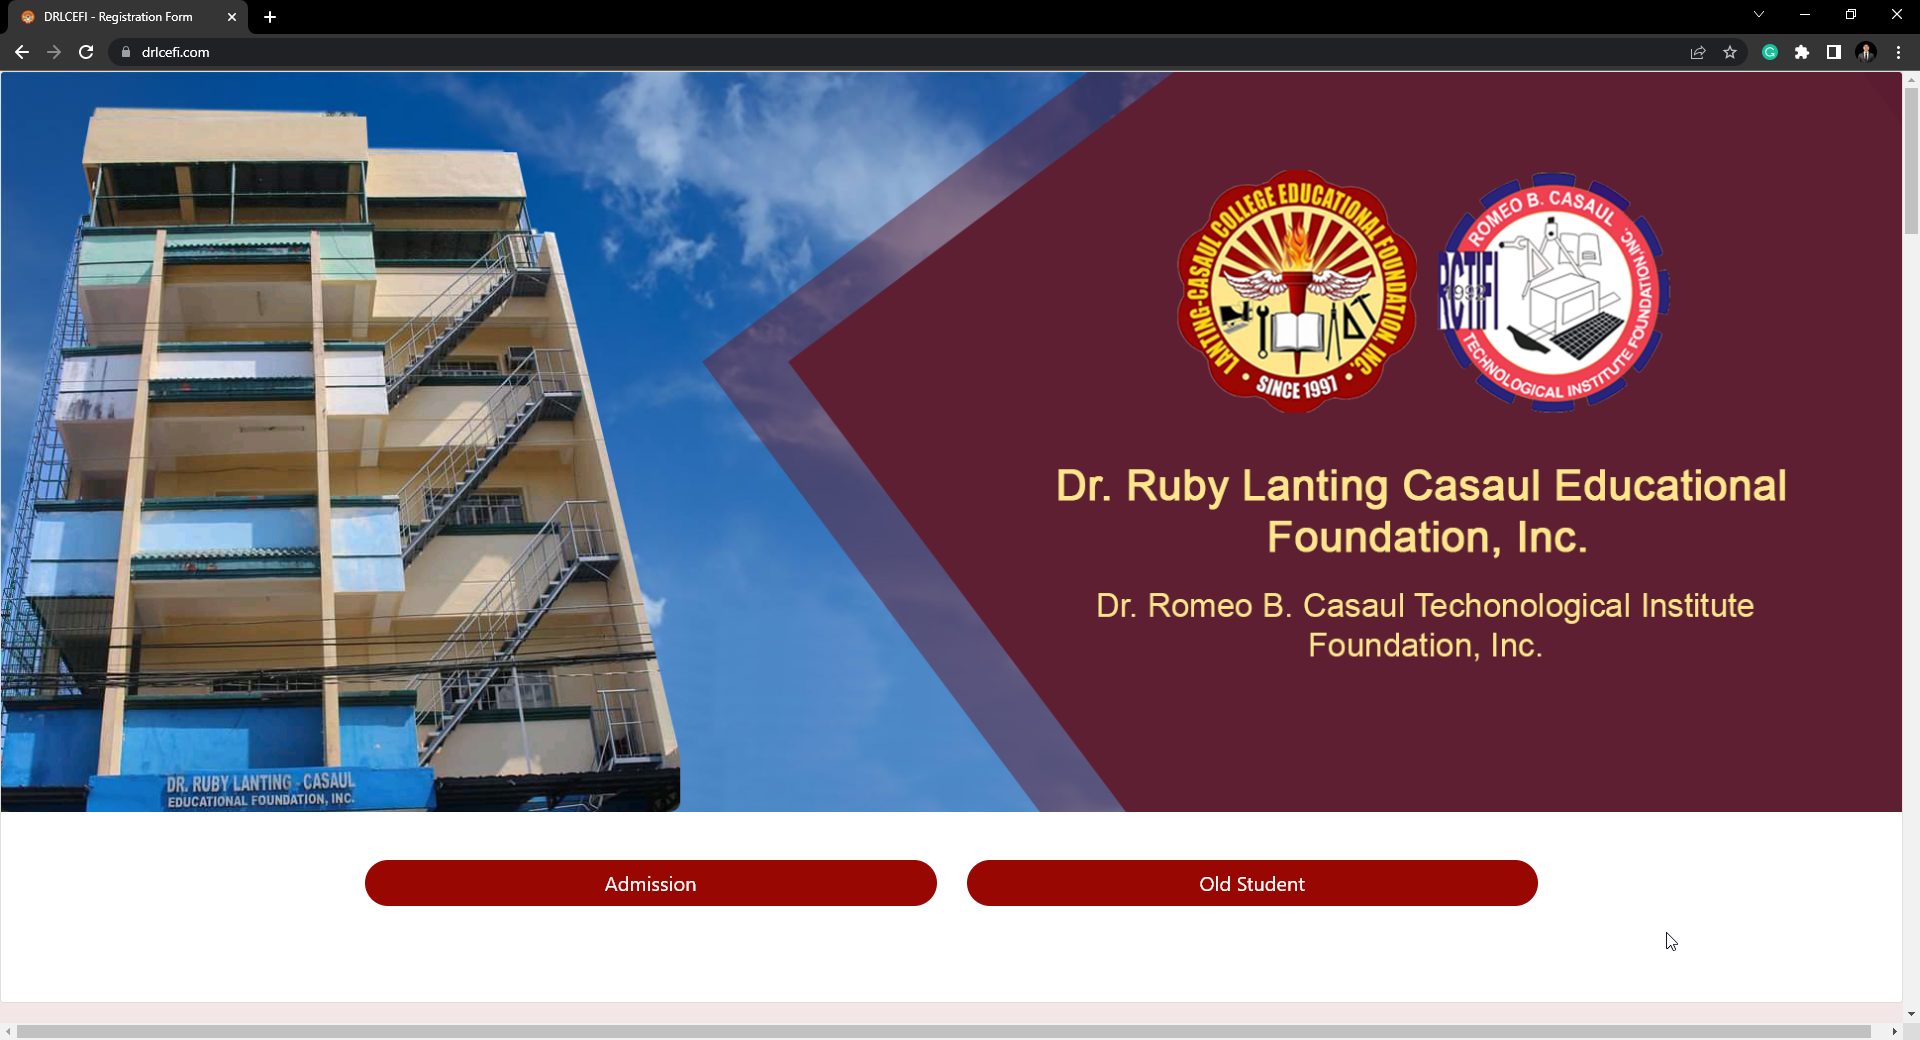 DRLCEFI - Registration Form
drlcefi.com
LANTING-CASAUL COLLEGE EDUCATIONAL FOUNDATION, INC.
SINCE 1997
ROMEO B. CASAUL
TECHNOLOGICAL INSTITUTE FOUNDATION, INC.
RCTIFI
1992
Dr. Ruby Lanting Casaul Educational
Foundation, Inc.
Dr. Romeo B. Casaul Techonological Institute
Foundation, Inc.
DR. RUBY LANTING - CASAUL
EDUCATIONAL FOUNDATION, INC.
Admission
Old Student